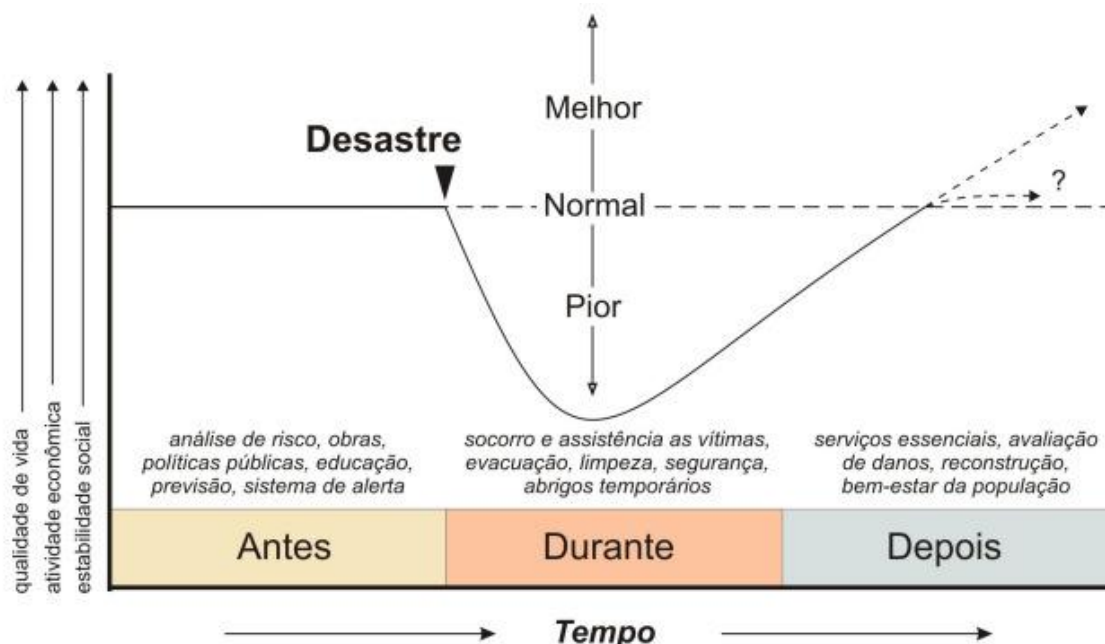 Melhor
Desastre
?
Normal
Pior
qualidade de vida
atividade econômica
estabilidade social
análise de risco, obras,
políticas públicas, educação,
previsão, sistema de alerta
socorro e assistência as vítimas,
evacuação, limpeza, segurança,
abrigos temporários
serviços essenciais, avaliação
de danos, reconstrução,
bem-estar da população
Antes
Durante
Depois
Tempo